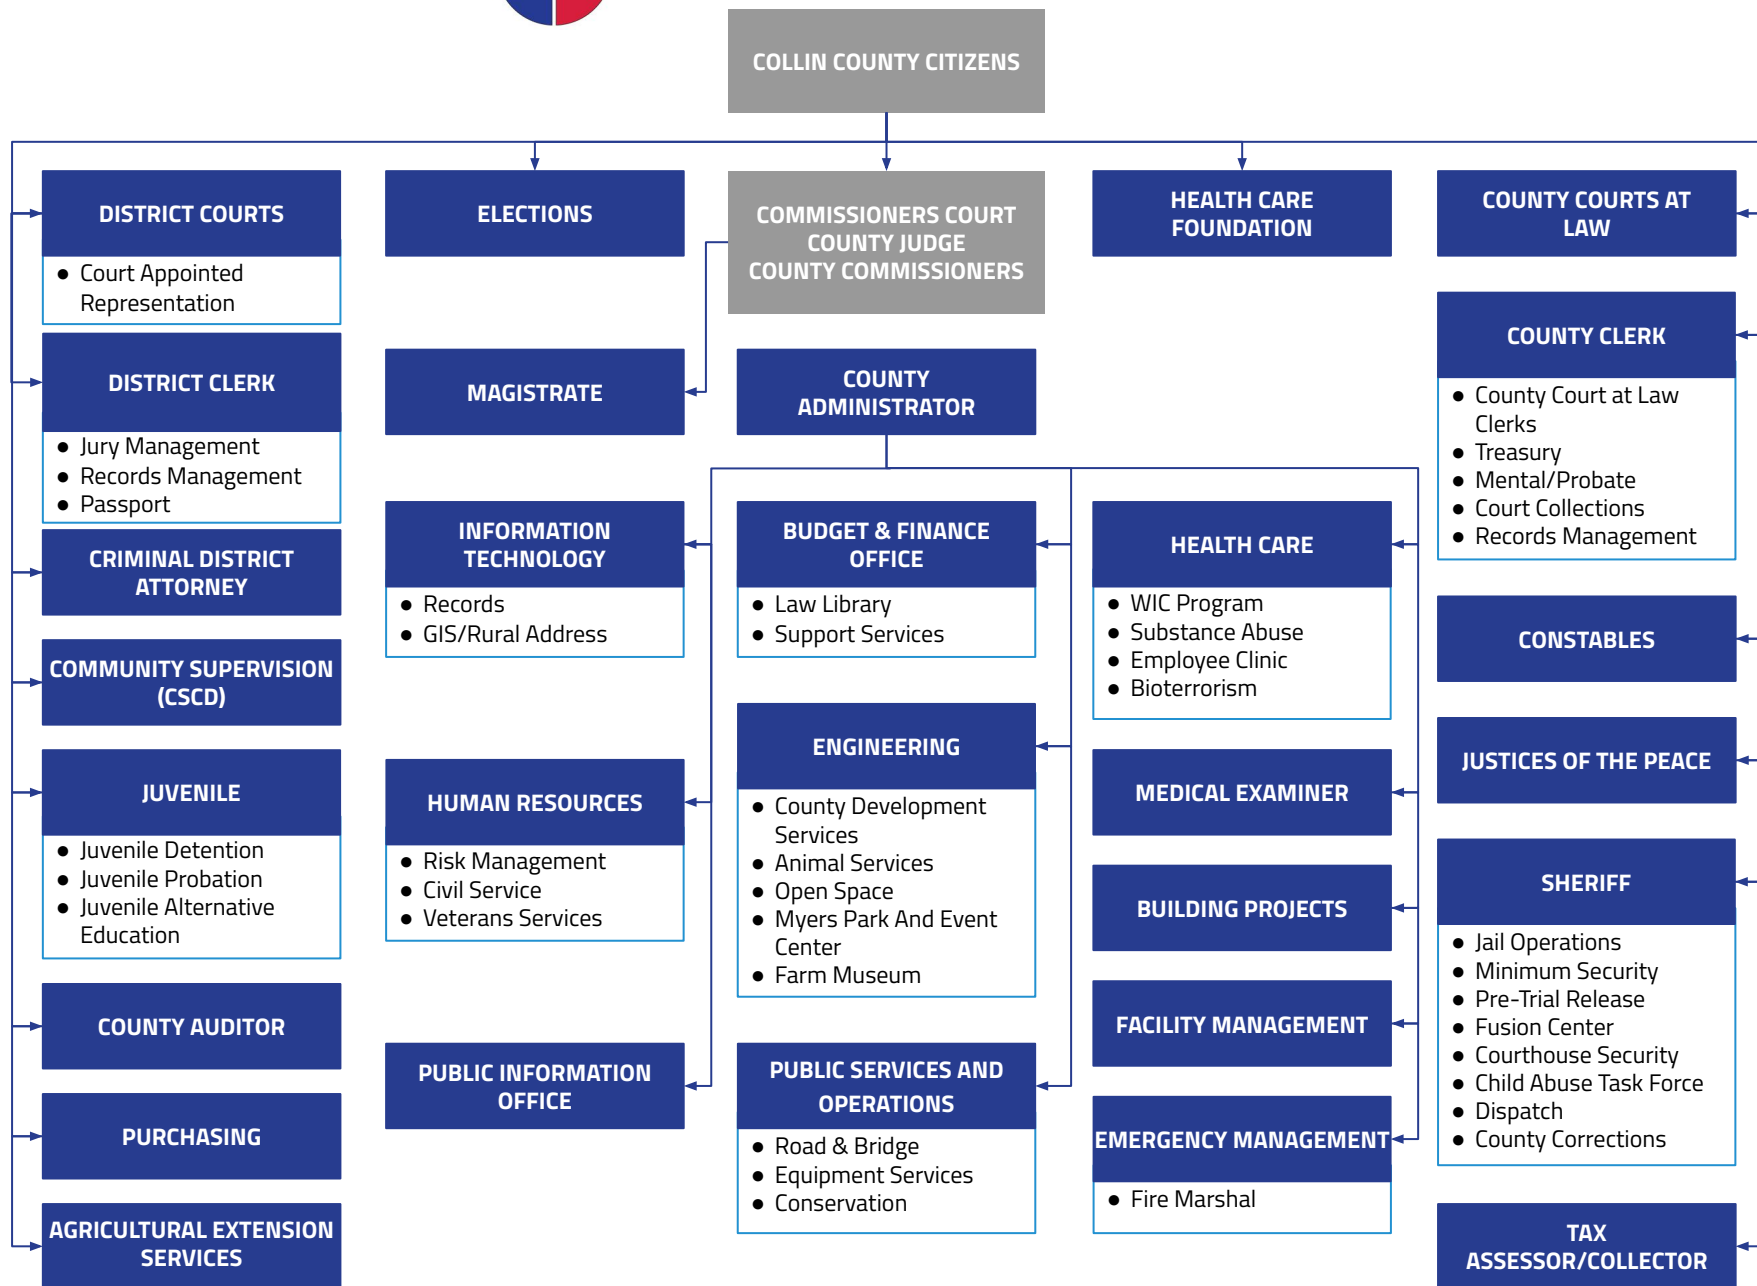 COLLIN COUNTY CITIZENS
DISTRICT COURTS
● Court Appointed
Representation
DISTRICT CLERK
● Jury Management
● Records Management
● Passport
CRIMINAL DISTRICT
ATTORNEY
COMMUNITY SUPERVISION
(CSCD)
JUVENILE
● Juvenile Detention
● Juvenile Probation
● Juvenile Alternative
Education
COUNTY AUDITOR
PURCHASING
AGRICULTURAL EXTENSION
SERVICES
ELECTIONS
MAGISTRATE
INFORMATION
TECHNOLOGY
● Records
● GIS/Rural Address
HUMAN RESOURCES
● Risk Management
● Civil Service
● Veterans Services
PUBLIC INFORMATION
OFFICE
COMMISSIONERS COURT
COUNTY JUDGE
COUNTY COMMISSIONERS
COUNTY
ADMINISTRATOR
BUDGET & FINANCE
OFFICE
● Law Library
● Support Services
ENGINEERING
● County Development
Services
● Animal Services
● Open Space
● Myers Park And Event
Center
● Farm Museum
PUBLIC SERVICES AND
OPERATIONS
● Road & Bridge
● Equipment Services
● Conservation
HEALTH CARE
FOUNDATION
HEALTH CARE
● WIC Program
● Substance Abuse
● Employee Clinic
● Bioterrorism
MEDICAL EXAMINER
BUILDING PROJECTS
FACILITY MANAGEMENT
EMERGENCY MANAGEMENT
● Fire Marshal
COUNTY COURTS AT
LAW
COUNTY CLERK
● County Court at Law
Clerks
● Treasury
● Mental/Probate
● Court Collections
● Records Management
CONSTABLES
JUSTICES OF THE PEACE
SHERIFF
● Jail Operations
● Minimum Security
● Pre-Trial Release
● Fusion Center
● Courthouse Security
● Child Abuse Task Force
● Dispatch
● County Corrections
TAX
ASSESSOR/COLLECTOR